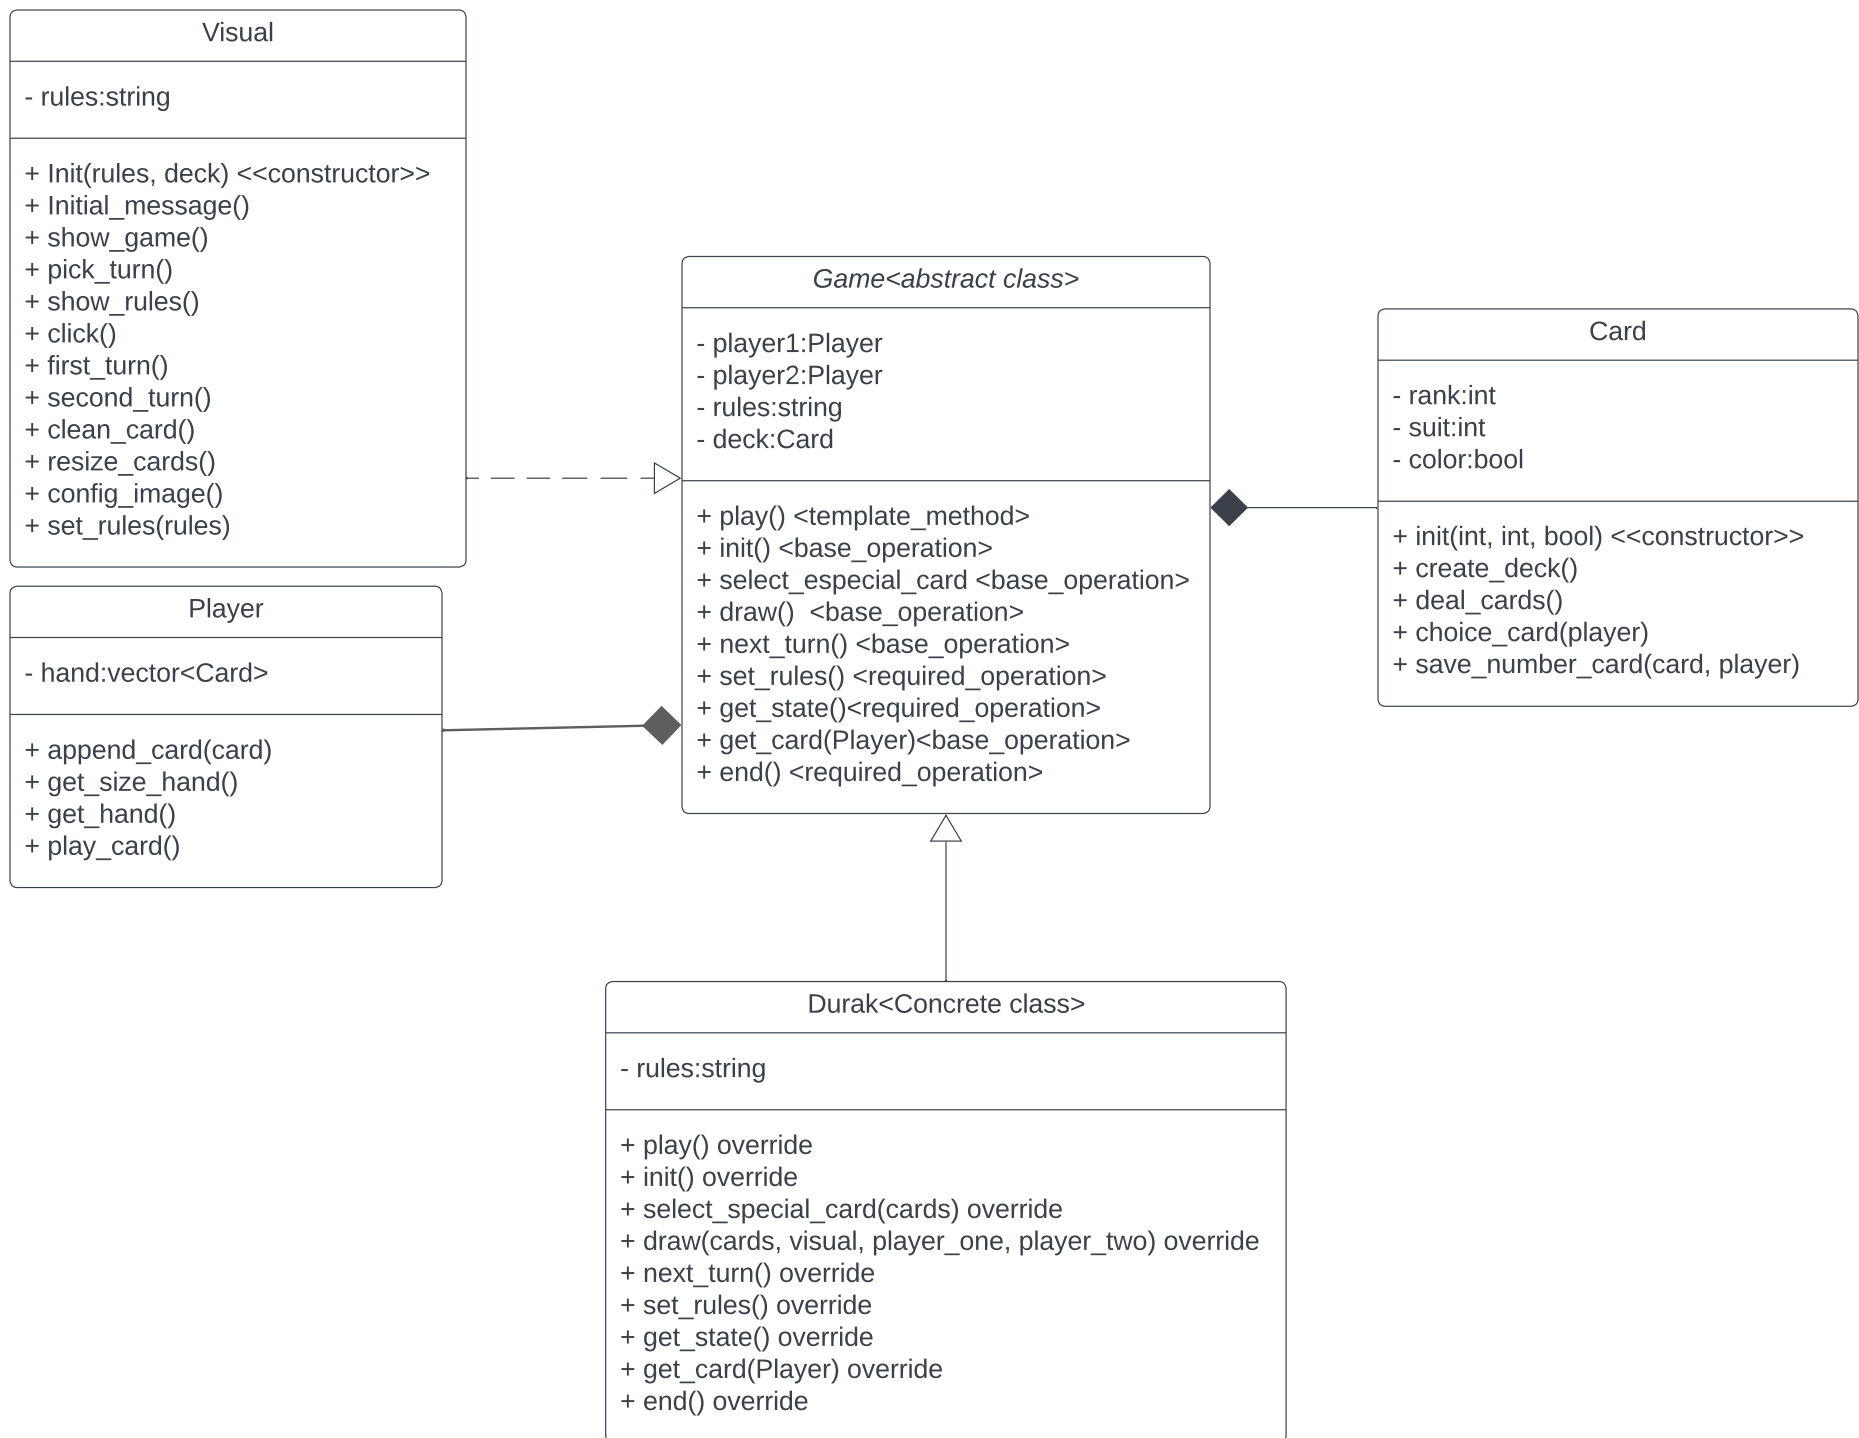 Visual
- rules:string
+ Init(rules, deck) <<constructor>>
+ Initial_message()
+ show_game()
+ pick_turn()
+ show_rules()
+ click()
+ first_turn()
+ second_turn()
+ clean_card()
+ resize_cards()
+ config_image()
+ set_rules(rules)
Player
- hand:vector<Card>
+ append_card(card)
+ get_size_hand()
+ get_hand()
+ play_card()
Game<abstract class>
- player1:Player
- player2:Player
- rules:string
- deck:Card
+ play() <template_method>
+ init() <base_operation>
+ select_especial_card <base_operation>
+ draw()  <base_operation>
+ next_turn() <base_operation>
+ set_rules() <required_operation>
+ get_state()<required_operation>
+ get_card(Player)<base_operation>
+ end() <required_operation>
Card
- rank:int
- suit:int
- color:bool
+ init(int, int, bool) <<constructor>>
+ create_deck()
+ deal_cards()
+ choice_card(player)
+ save_number_card(card, player)
Durak<Concrete class>
- rules:string
+ play() override
+ init() override
+ select_special_card(cards) override
+ draw(cards, visual, player_one, player_two) override
+ next_turn() override
+ set_rules() override
+ get_state() override
+ get_card(Player) override
+ end() override